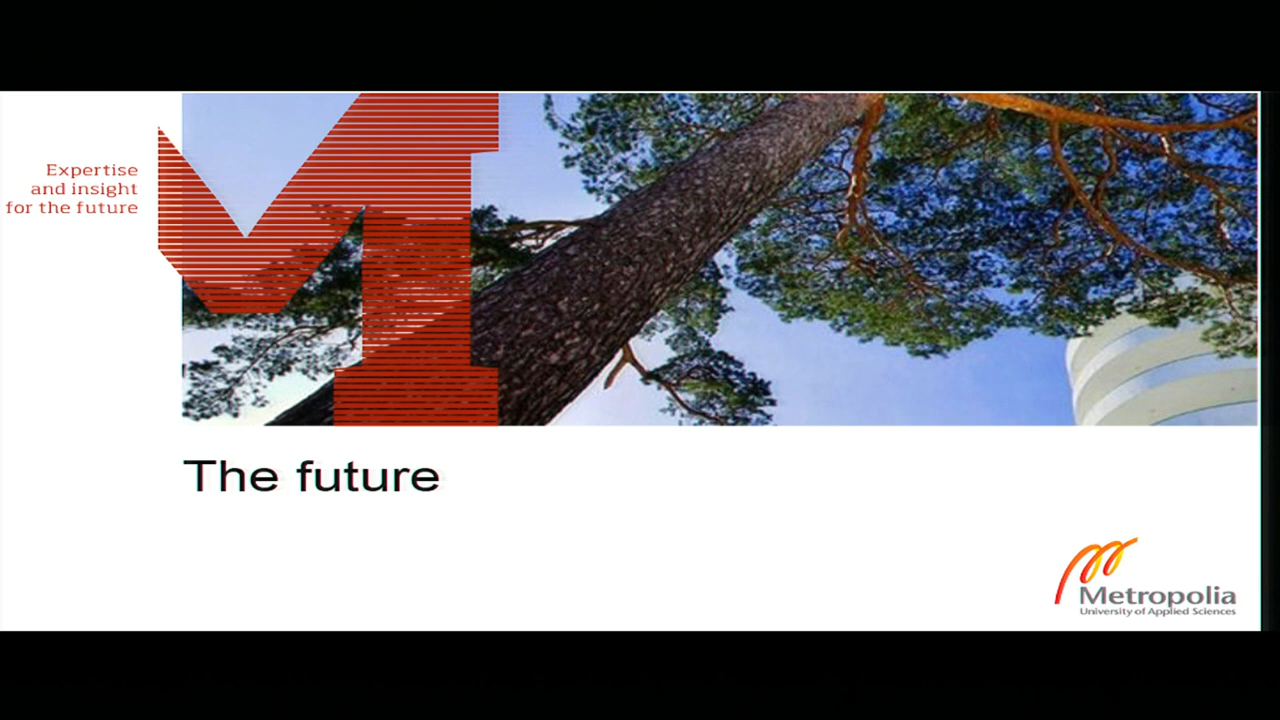 Expertise
and insight
for the future
The future
Metropolia
University of Applied Sciences